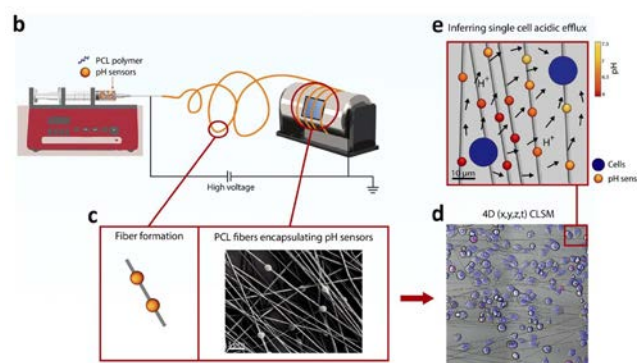 b
PCL polymer
pH sensors
High voltage
c
Fiber formation
PCL fibers encapsulating pH sensors
e
Inferring single cell acidic efflux
H+
H+
10 µm
pH
Cells
pH sens
d
4D (x,y,z,t) CLSM